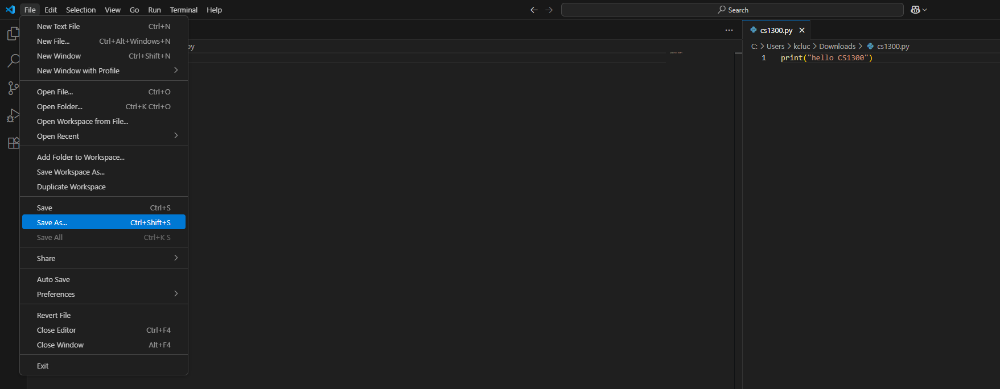 File Edit Selection View Go Run Terminal Help
Search
New Text File Ctrl+N
New File... Ctrl+Alt+Windows+N
New Window Ctrl+Shift+N
New Window with Profile
Open File... Ctrl+O
Open Folder... Ctrl+K Ctrl+O
Open Workspace from File...
Open Recent
Add Folder to Workspace...
Save Workspace As...
Duplicate Workspace
Save Ctrl+S
Save As... Ctrl+Shift+S
Save All Ctrl+K S
Share
Auto Save
Preferences
Revert File
Close Editor Ctrl+F4
Close Window Alt+F4
Exit
py
cs1300.py
C: > Users > kcluc > Downloads > cs1300.py
1 print("hello CS1300")